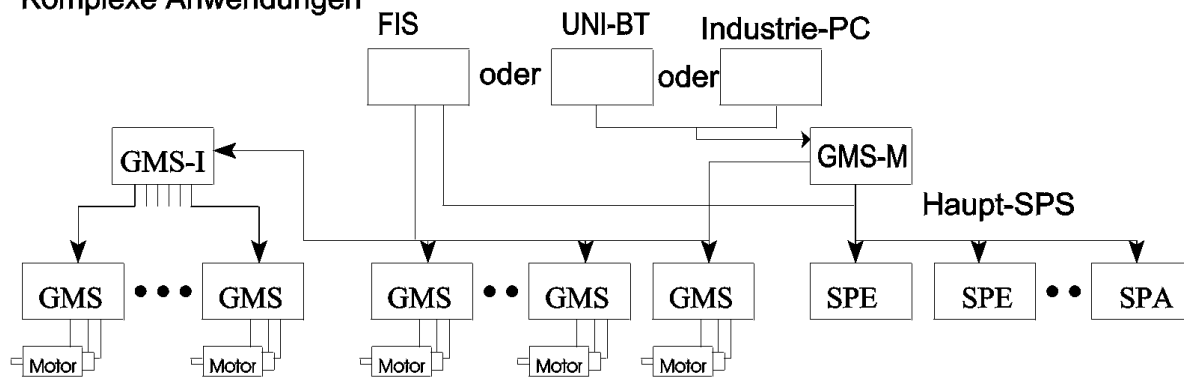 Komplexe Anwendungen
FIS
UNI-BT
Industrie-PC
oder
oder
GMS-I
GMS-M
Haupt-SPS
GMS
GMS
GMS
GMS
GMS
SPE
SPE
SPA
Motor
Motor
Motor
Motor
Motor